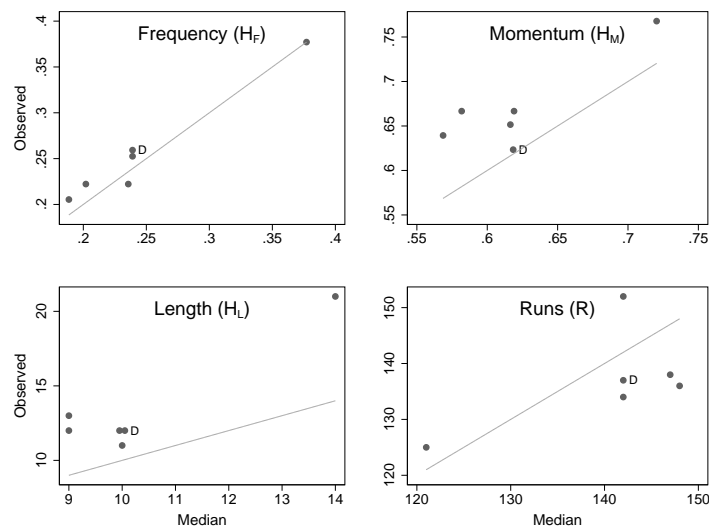 Frequency (H_F)
Observed
.4
.35
.3
.25
.2
D
.2 .25 .3 .35 .4
Momentum (H_M)
.75
.7
.65
.6
.55
D
.55 .6 .65 .7 .75
Length (H_L)
Observed
20
15
10
D
9 10 11 12 13 14
Median
Runs (R)
150
140
130
120
D
120 130 140 150
Median